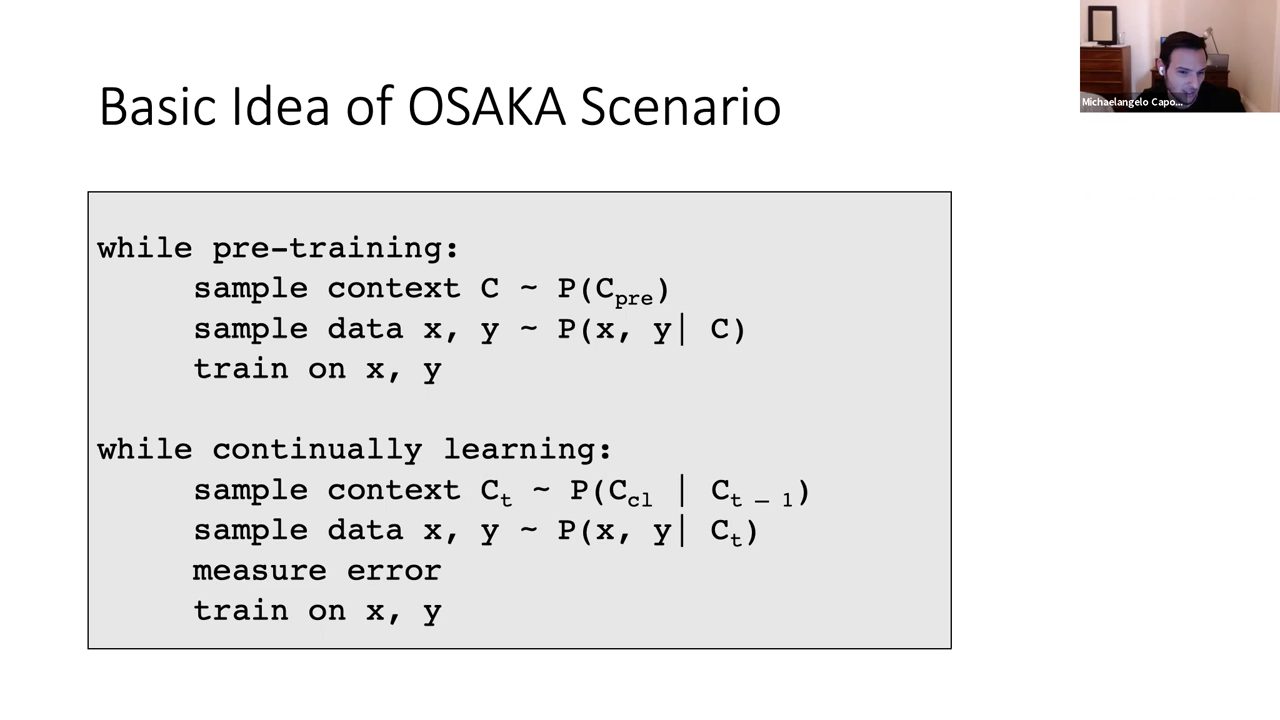 Basic Idea of OSAKA Scenario
Michaelangelo Capo...
while pre-training:
sample context C ~ P(Cpre)
sample data x, y ~ P(x, y| C)
train on x, y
while continually learning:
sample context Ct ~ P(Ccl | Ct – 1)
sample data x, y ~ P(x, y| Ct)
measure error
train on x, y